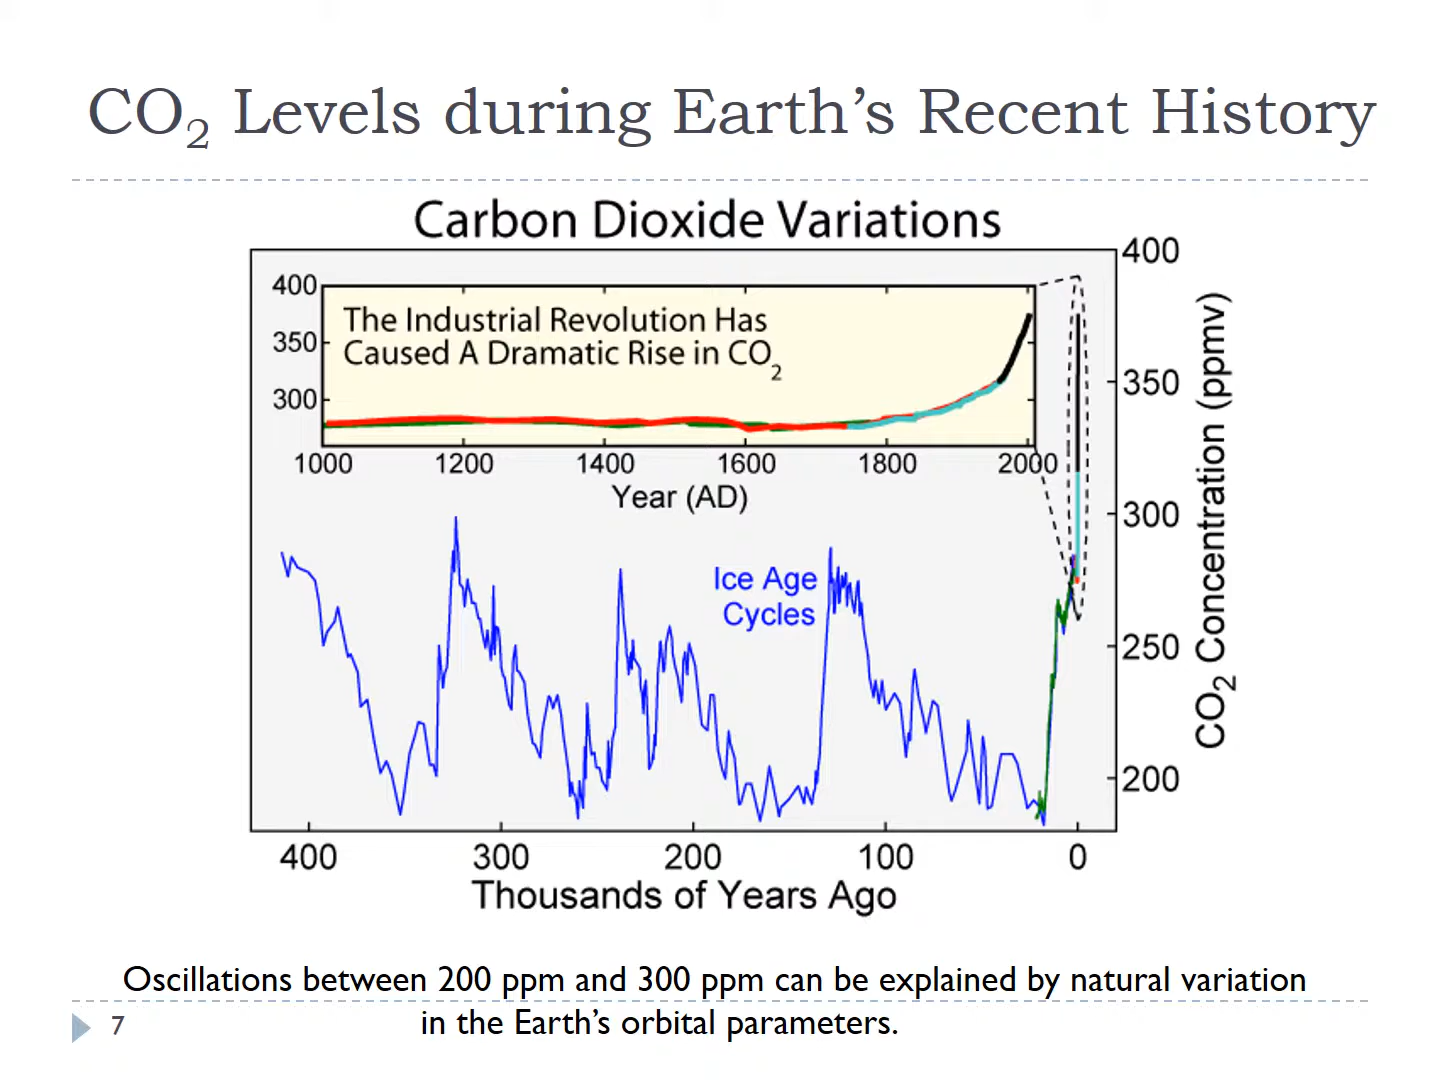 CO₂ Levels during Earth’s Recent History
Carbon Dioxide Variations
400
350
300
The Industrial Revolution Has
Caused A Dramatic Rise in CO₂
1000 1200 1400 1600 1800 2000
Year (AD)
Ice Age
Cycles
400
350
300
250
200
CO₂ Concentration (ppmv)
400 300 200 100 0
Thousands of Years Ago
Oscillations between 200 ppm and 300 ppm can be explained by natural variation
in the Earth’s orbital parameters.
7